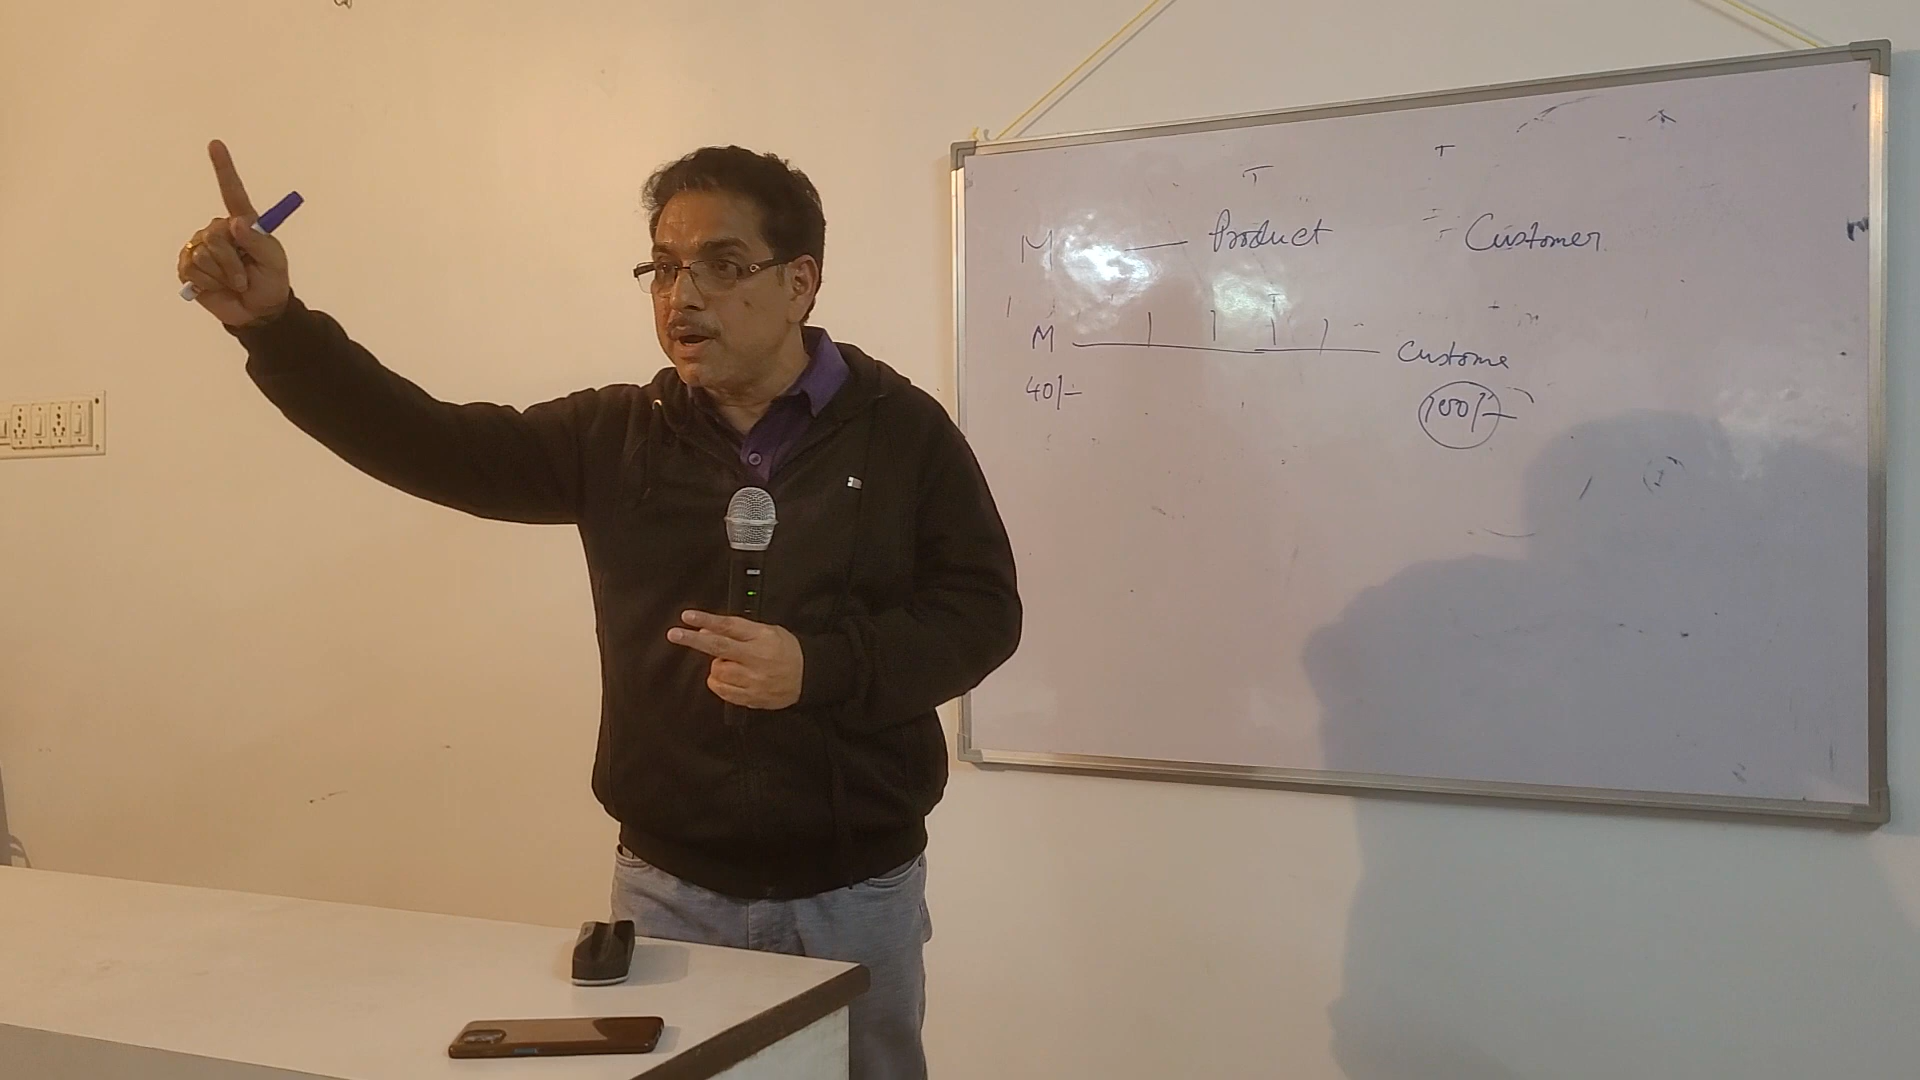 M — Product = Customer
M Custome
40/- 100/-